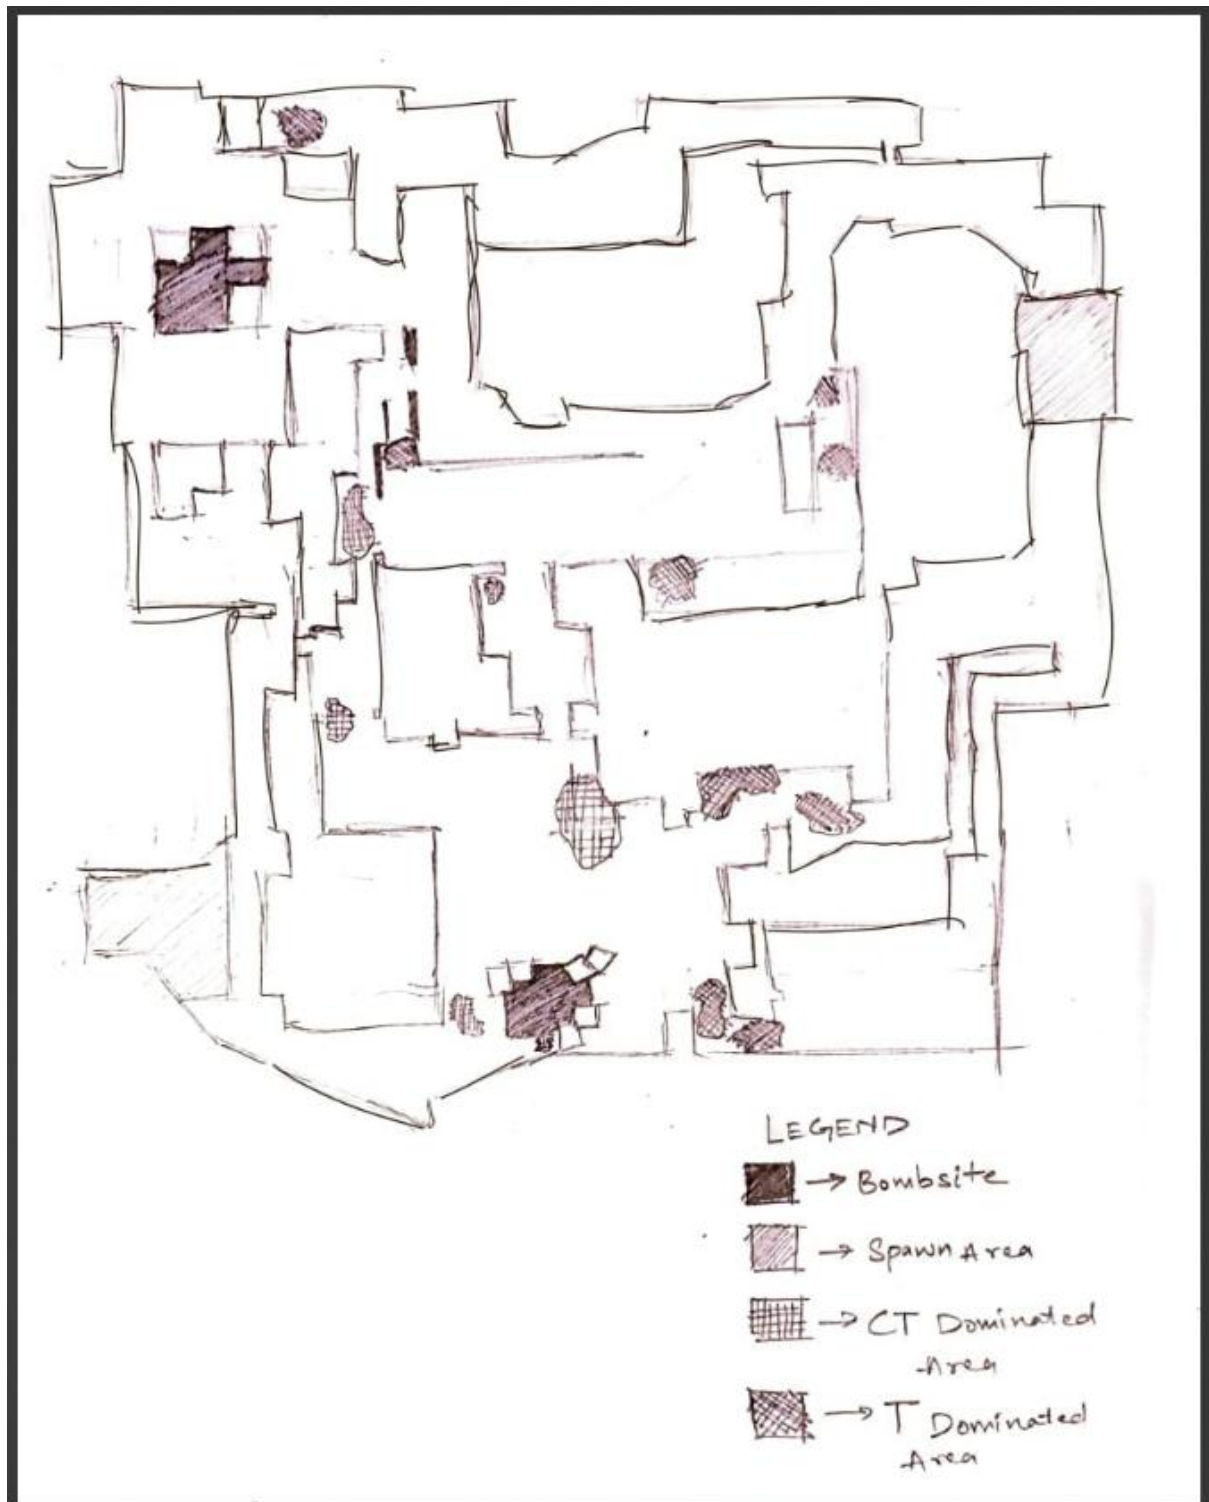 LEGEND
→ Bombsite
→ Spawn Area
→ CT Dominated
Area
→ T Dominated
Area